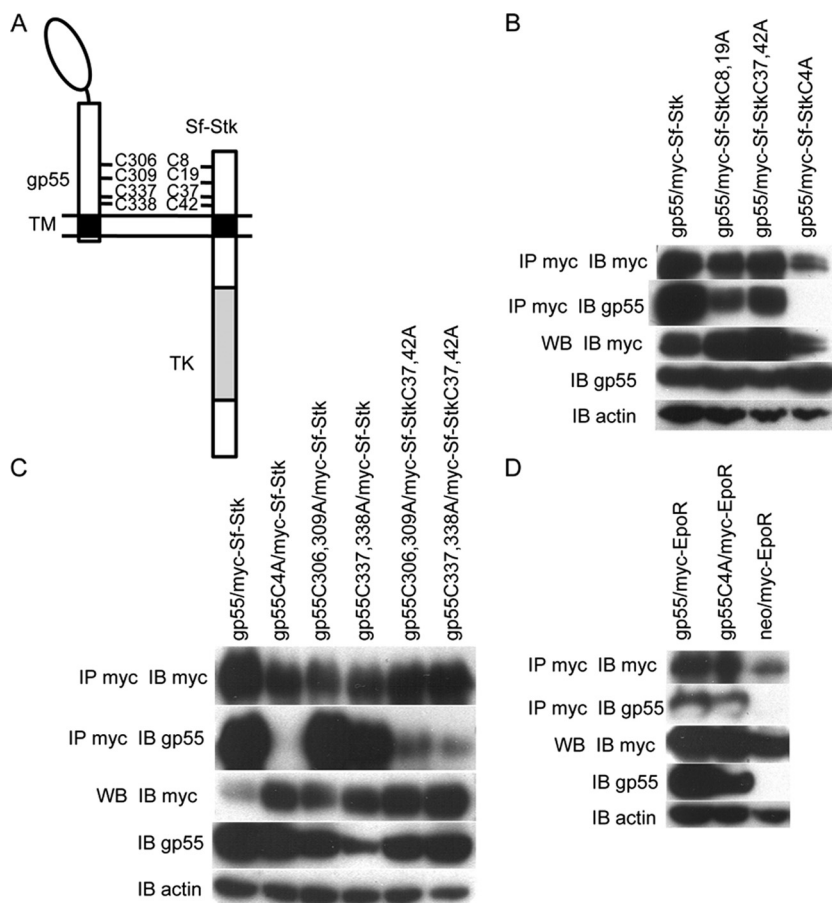 A
Sf-Stk
gp55
C306 C8
C309 C19
C337 C37
C338 C42
TM
TK
B
gp55/myc-Sf-Stk
gp55/myc-Sf-StkC8,19A
gp55/myc-Sf-StkC37,42A
gp55/myc-Sf-StkC4A
IP myc IB myc
IP myc IB gp55
WB IB myc
IB gp55
IB actin
C
gp55/myc-Sf-Stk
gp55C4A/myc-Sf-Stk
gp55C306,309A/myc-Sf-Stk
gp55C337,338A/myc-Sf-Stk
gp55C306,309A/myc-Sf-StkC37,42A
gp55C337,338A/myc-Sf-StkC37,42A
IP myc IB myc
IP myc IB gp55
WB IB myc
IB gp55
IB actin
D
gp55/myc-EpoR
gp55C4A/myc-EpoR
neo/myc-EpoR
IP myc IB myc
IP myc IB gp55
WB IB myc
IB gp55
IB actin